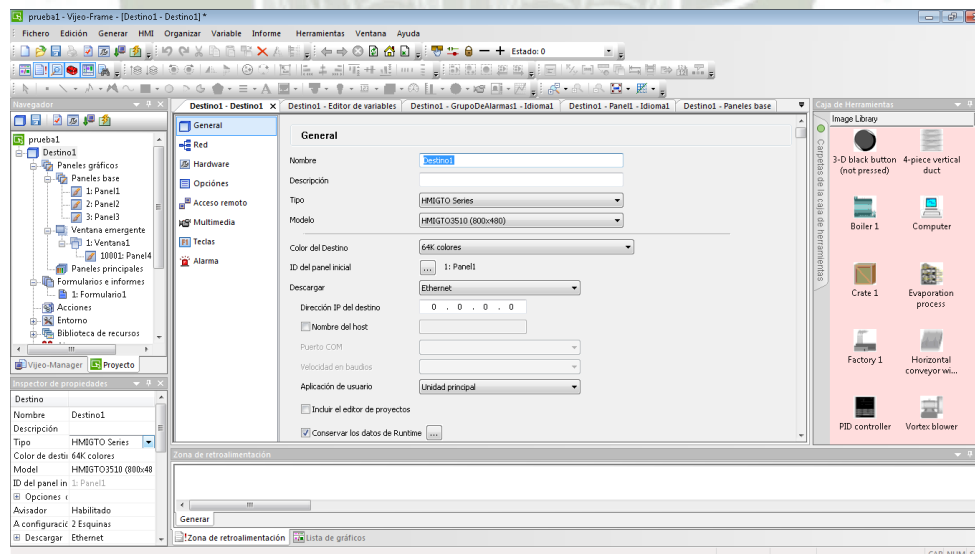 prueba1 - Vijeo-Frame - [Destino1 - Destino1] *
Fichero Edición Generar HMI Organizar Variable Informe Herramientas Ventana Ayuda
Estado: 0
Navegador
prueba1
Destino1
Paneles gráficos
Paneles base
1: Panel1
2: Panel2
3: Panel3
Ventana emergente
1: Ventana1
10001: Panel4
Paneles principales
Formularios e informes
1: Formulario1
Acciones
Entorno
Biblioteca de recursos
Vijeo-Manager Proyecto
Inspector de propiedades
Destino
Nombre Destino1
Descripción
Tipo HMIGTO Series
Color de destin 64K colores
Model HMIGTO3510 (800x48
ID del panel in 1: Panel1
Opciones
Avisador Habilitado
A configuració 2 Esquinas
Descargar Ethernet
Destino1 - Destino1 Destino1 - Editor de variables Destino1 - GrupoDeAlarmas1 - Idioma1 Destino1 - Panel1 - Idioma1 Destino1 - Paneles base
General
Red
Hardware
Opciónes
Acceso remoto
Multimedia
Teclas
Alarma
General
Nombre Destino1
Descripción
Tipo HMIGTO Series
Modelo HMIGTO3510 (800x480)
Color del Destino 64K colores
ID del panel inicial ... 1: Panel1
Descargar Ethernet
Dirección IP del destino 0 . 0 . 0 . 0
Nombre del host
Puerto COM
Velocidad en baudios
Aplicación de usuario Unidad principal
Incluir el editor de proyectos
Conservar los datos de Runtime ...
Caja de Herramientas
Carpetas de la caja de herramientas
Image Library
3-D black button (not pressed)
4-piece vertical duct
Boiler 1
Computer
Crate 1
Evaporation process
Factory 1
Horizontal conveyor wi...
PID controller
Vortex blower
Zona de retroalimentación
Generar
Zona de retroalimentación Lista de gráficos
CAP NUM